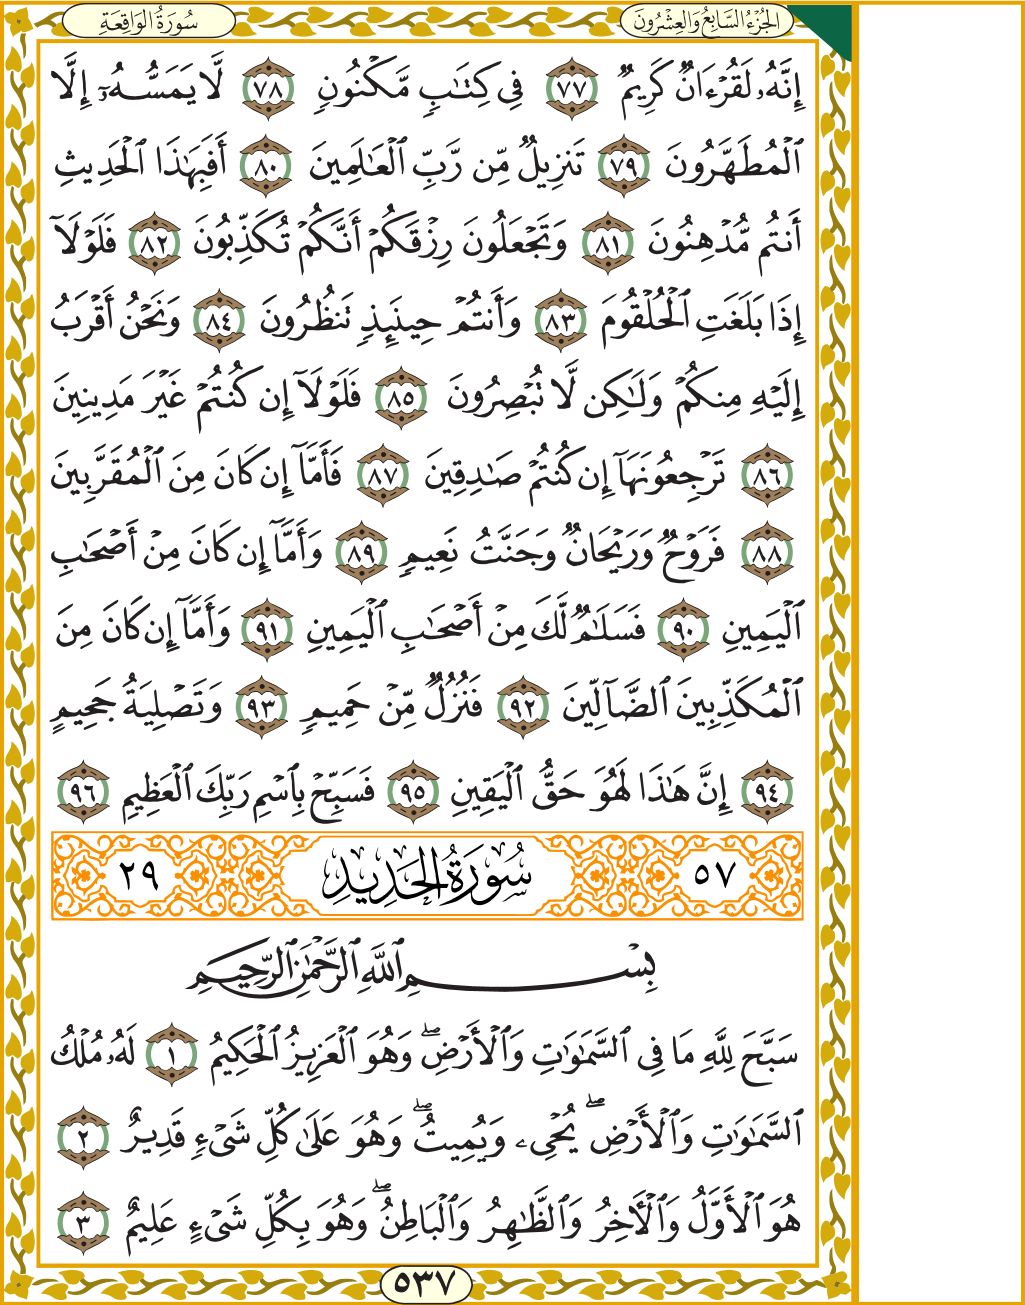 الجُزْءُ السَّابِعُ وَالعِشْرُونَ
سُورَةُ الوَاقِعَةِ
إِنَّهُۥ لَقُرۡءَانٞ كَرِيمٞ ٧٧ فِي كِتَٰبٖ مَّكۡنُونٖ ٧٨ لَّا يَمَسُّهُۥٓ إِلَّا
ٱلۡمُطَهَّرُونَ ٧٩ تَنزِيلٞ مِّن رَّبِّ ٱلۡعَٰلَمِينَ ٨٠ أَفَبِهَٰذَا ٱلۡحَدِيثِ
أَنتُم مُّدۡهِنُونَ ٨١ وَتَجۡعَلُونَ رِزۡقَكُمۡ أَنَّكُمۡ تُكَذِّبُونَ ٨٢ فَلَوۡلَآ
إِذَا بَلَغَتِ ٱلۡحُلۡقُومَ ٨٣ وَأَنتُمۡ حِينَئِذٖ تَنظُرُونَ ٨٤ وَنَحۡنُ أَقۡرَبُ
إِلَيۡهِ مِنكُمۡ وَلَٰكِن لَّا تُبۡصِرُونَ ٨٥ فَلَوۡلَآ إِن كُنتُمۡ غَيۡرَ مَدِينِينَ
٨٦ تَرۡجِعُونَهَآ إِن كُنتُمۡ صَٰدِقِينَ ٨٧ فَأَمَّآ إِن كَانَ مِنَ ٱلۡمُقَرَّبِينَ
٨٨ فَرَوۡحٞ وَرَيۡحَانٞ وَجَنَّتُ نَعِيمٖ ٨٩ وَأَمَّآ إِن كَانَ مِنۡ أَصۡحَٰبِ
ٱلۡيَمِينِ ٩٠ فَسَلَٰمٞ لَّكَ مِنۡ أَصۡحَٰبِ ٱلۡيَمِينِ ٩١ وَأَمَّآ إِن كَانَ مِنَ
ٱلۡمُكَذِّبِينَ ٱلضَّآلِّينَ ٩٢ فَنُزُلٞ مِّنۡ حَمِيمٖ ٩٣ وَتَصۡلِيَةُ جَحِيمٍ
٩٤ إِنَّ هَٰذَا لَهُوَ حَقُّ ٱلۡيَقِينِ ٩٥ فَسَبِّحۡ بِٱسۡمِ رَبِّكَ ٱلۡعَظِيمِ ٩٦
٥٧ سُورَةُ الحَدِيدِ ٢٩
بِسۡمِ ٱللَّهِ ٱلرَّحۡمَٰنِ ٱلرَّحِيمِ
سَبَّحَ لِلَّهِ مَا فِي ٱلسَّمَٰوَٰتِ وَٱلۡأَرۡضِۖ وَهُوَ ٱلۡعَزِيزُ ٱلۡحَكِيمُ ١ لَهُۥ مُلۡكُ
ٱلسَّمَٰوَٰتِ وَٱلۡأَرۡضِۖ يُحۡيِۦ وَيُمِيتُۖ وَهُوَ عَلَىٰ كُلِّ شَيۡءٖ قَدِيرٌ ٢
هُوَ ٱلۡأَوَّلُ وَٱلۡأٓخِرُ وَٱلظَّٰهِرُ وَٱلۡبَاطِنُۖ وَهُوَ بِكُلِّ شَيۡءٍ عَلِيمٌ ٣
٥٣٧